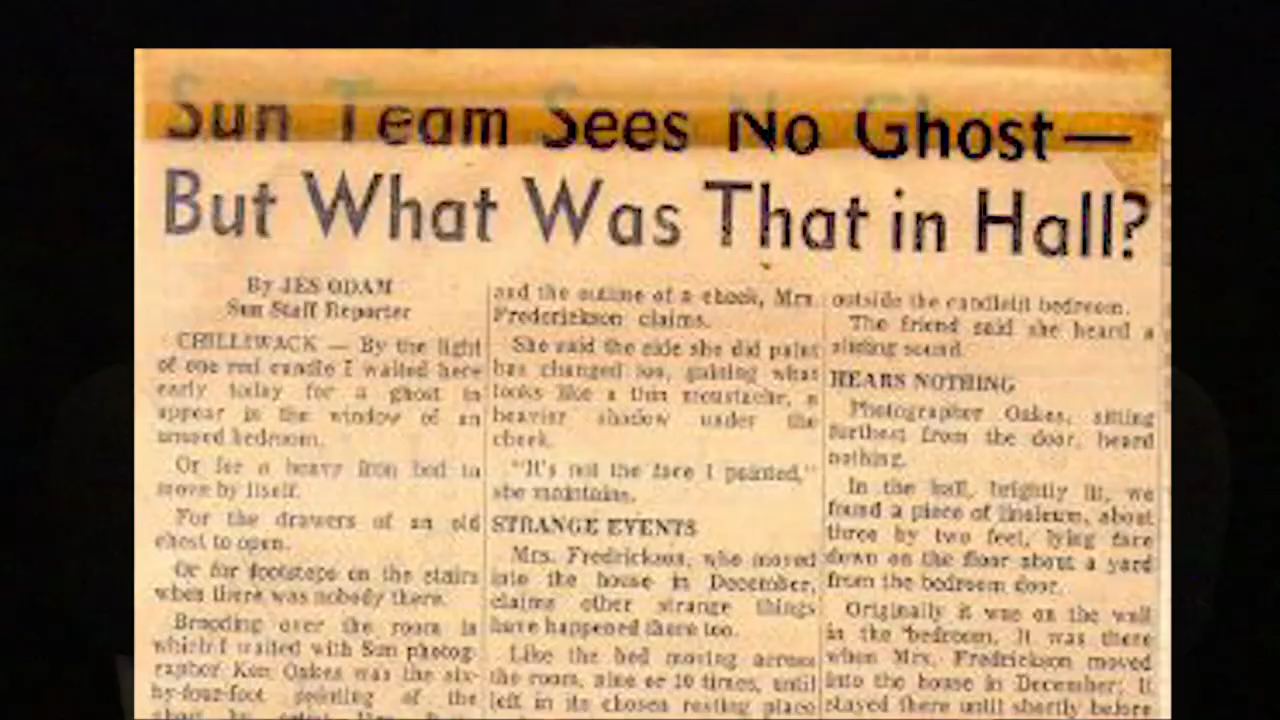 Sun Team Sees No Ghost—
But What Was That in Hall?
By JES ODAM
Sun Staff Reporter
CHILLIWACK — By the light
of one red candle I waited here
early today for a ghost to
appear in the window of an
unused bedroom.
Or for a heavy iron bed to
move by itself.
For the drawers of an old
chest to open.
Or for footsteps on the stairs
when there was nobody there.
Brooding over the room in
which I waited with Sun photog-
rapher Ken Oakes was the six-
by-four-foot painting of the
and the outline of a cheek, Mrs.
Frederickson claims.
She said the side she did paint
has changed too, gaining what
looks like a thin moustache, a
heavier shadow under the
cheek.
"It's not the face I painted,"
she maintains.
STRANGE EVENTS
Mrs. Fredrickson, who moved
into the house in December,
claims other strange things
have happened there too.
Like the bed moving across
the room, nine or 10 times, until
left in its chosen resting place
outside the candlelit bedroom.
The friend said she heard a
sliding sound.
HEARS NOTHING
Photographer Oakes, sitting
furthest from the door, heard
nothing.
In the hall, brightly lit, we
found a piece of linoleum, about
three by two feet, lying face
down on the floor about a yard
from the bedroom door.
Originally it was on the wall
in the bedroom. It was there
when Mrs. Fredrickson moved
into the house in December; it
stayed there until shortly before